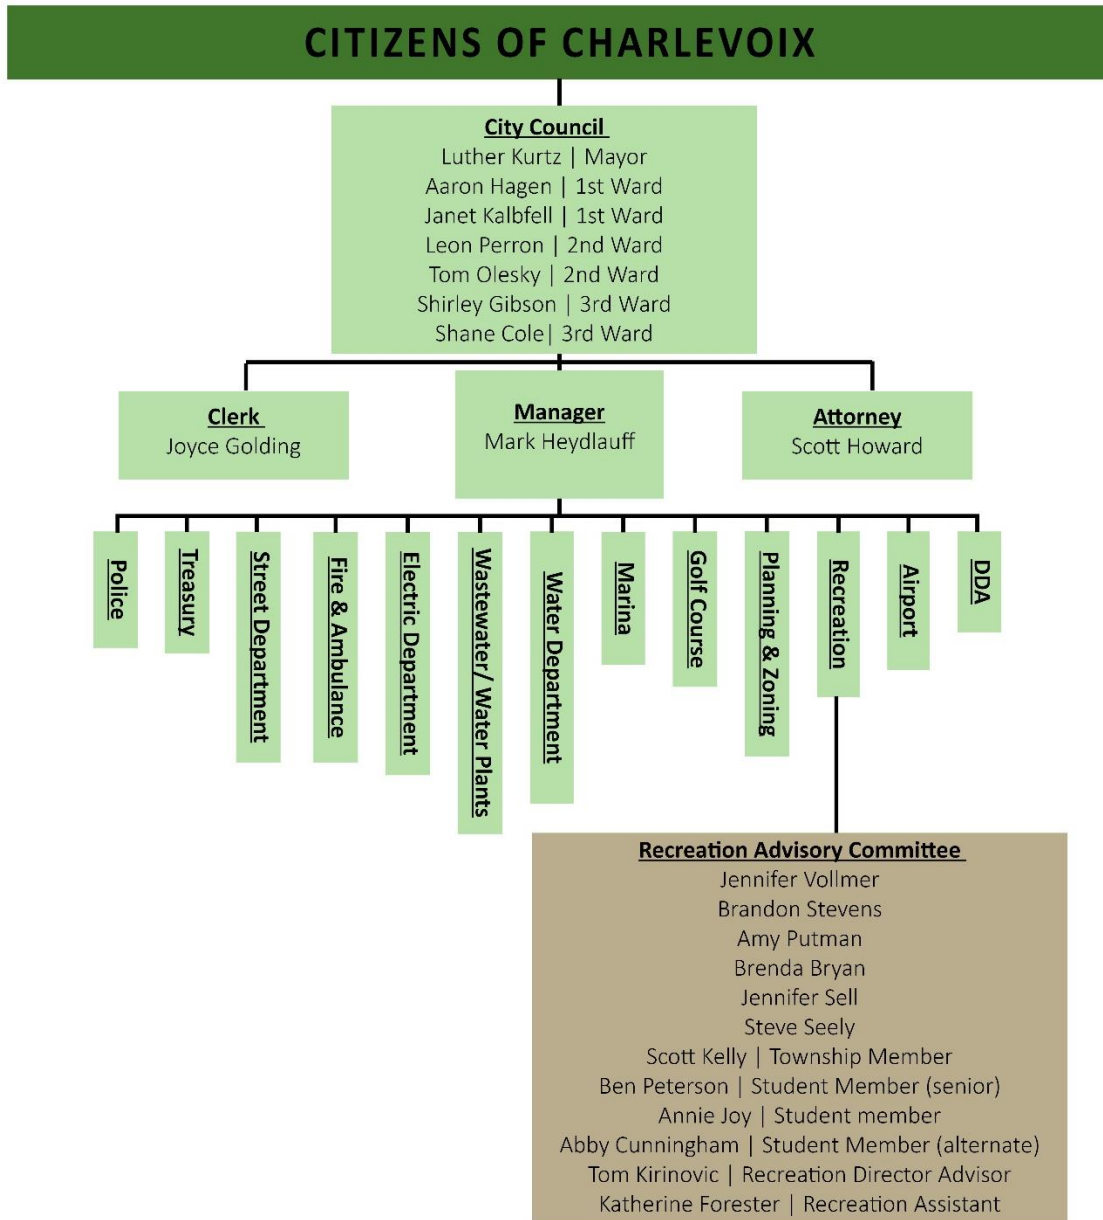 CITIZENS OF CHARLEVOIX
City Council
Luther Kurtz | Mayor
Aaron Hagen | 1st Ward
Janet Kalbfell | 1st Ward
Leon Perron | 2nd Ward
Tom Olesky | 2nd Ward
Shirley Gibson | 3rd Ward
Shane Cole| 3rd Ward
Clerk
Joyce Golding
Manager
Mark Heydlauff
Attorney
Scott Howard
Police
Treasury
Street Department
Fire & Ambulance
Electric Department
Wastewater/ Water Plants
Water Department
Marina
Golf Course
Planning & Zoning
Recreation
Airport
DDA
Recreation Advisory Committee
Jennifer Vollmer
Brandon Stevens
Amy Putman
Brenda Bryan
Jennifer Sell
Steve Seely
Scott Kelly | Township Member
Ben Peterson | Student Member (senior)
Annie Joy | Student member
Abby Cunningham | Student Member (alternate)
Tom Kirinovic | Recreation Director Advisor
Katherine Forester | Recreation Assistant